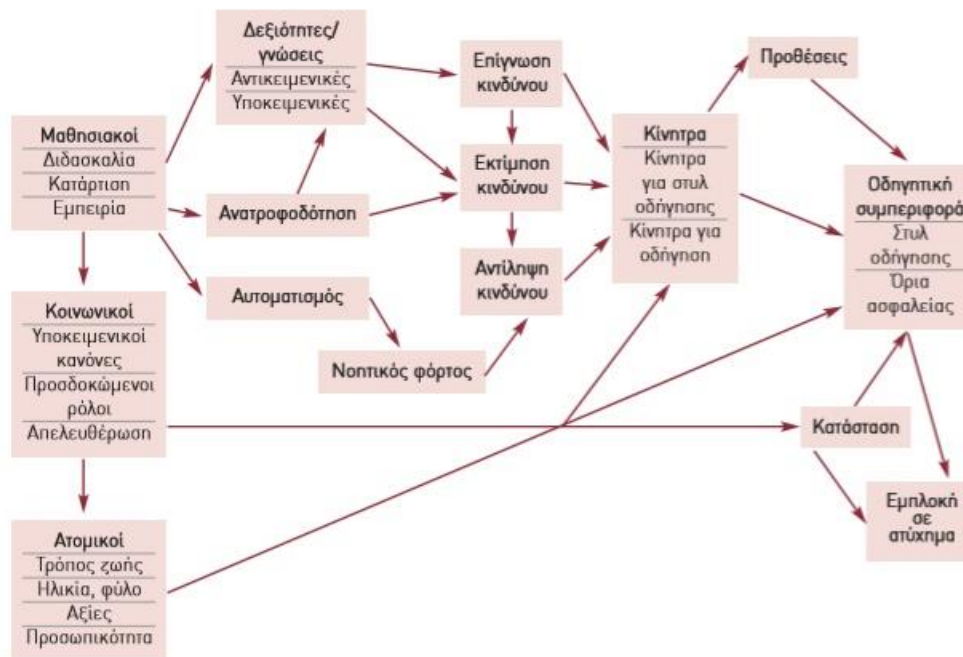 Δεξιότητες/
γνώσεις
Αντικειμενικές
Υποκειμενικές
Επίγνωση
κινδύνου
Προθέσεις
Μαθησιακοί
Διδασκαλία
Κατάρτιση
Εμπειρία
Ανατροφοδότηση
Εκτίμηση
κινδύνου
Κίνητρα
Κίνητρα
για στυλ
οδήγησης
Κίνητρα για
οδήγηση
Οδηγητική
συμπεριφορά
Στυλ
οδήγησης
Όρια
ασφαλείας
Αντίληψη
κινδύνου
Αυτοματισμός
Νοητικός φόρτος
Κοινωνικοί
Υποκειμενικοί
κανόνες
Προσδοκώμενοι
ρόλοι
Απελευθέρωση
Κατάσταση
Εμπλοκή
σε
ατύχημα
Ατομικοί
Τρόπος ζωής
Ηλικία, φύλο
Αξίες
Προσωπικότητα